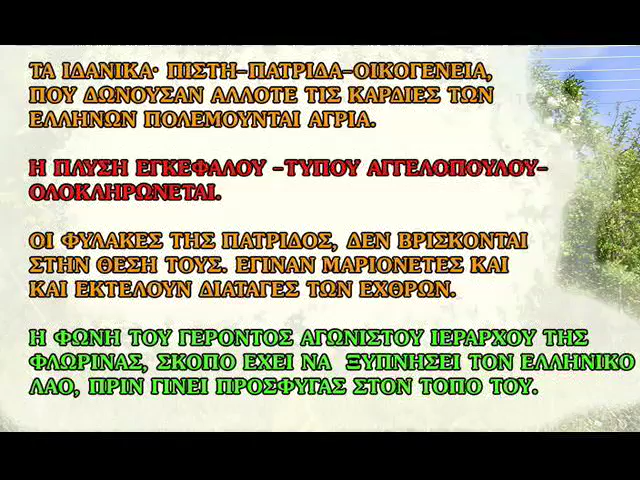 ΤΑ ΙΔΑΝΙΚΑ· ΠΙΣΤΗ-ΠΑΤΡΙΔΑ-ΟΙΚΟΓΕΝΕΙΑ,
ΠΟΥ ΔΩΝΟΥΣΑΝ ΑΛΛΟΤΕ ΤΙΣ ΚΑΡΔΙΕΣ ΤΩΝ
ΕΛΛΗΝΩΝ ΠΟΛΕΜΟΥΝΤΑΙ ΑΓΡΙΑ.
Η ΠΛΥΣΗ ΕΓΚΕΦΑΛΟΥ -ΤΥΠΟΥ ΑΓΓΕΛΟΠΟΥΛΟΥ-
ΟΛΟΚΛΗΡΩΝΕΤΑΙ.
ΟΙ ΦΥΛΑΚΕΣ ΤΗΣ ΠΑΤΡΙΔΟΣ, ΔΕΝ ΒΡΙΣΚΟΝΤΑΙ
ΣΤΗΝ ΘΕΣΗ ΤΟΥΣ. ΕΓΙΝΑΝ ΜΑΡΙΟΝΕΤΕΣ ΚΑΙ
ΚΑΙ ΕΚΤΕΛΟΥΝ ΔΙΑΤΑΓΕΣ ΤΩΝ ΕΧΘΡΩΝ.
Η ΦΩΝΗ ΤΟΥ ΓΕΡΟΝΤΟΣ ΑΓΩΝΙΣΤΟΥ ΙΕΡΑΡΧΟΥ ΤΗΣ
ΦΛΩΡΙΝΑΣ, ΣΚΟΠΟ ΕΧΕΙ ΝΑ ΞΥΠΝΗΣΕΙ ΤΟΝ ΕΛΛΗΝΙΚΟ
ΛΑΟ, ΠΡΙΝ ΓΙΝΕΙ ΠΡΟΣΦΥΓΑΣ ΣΤΟΝ ΤΟΠΟ ΤΟΥ.